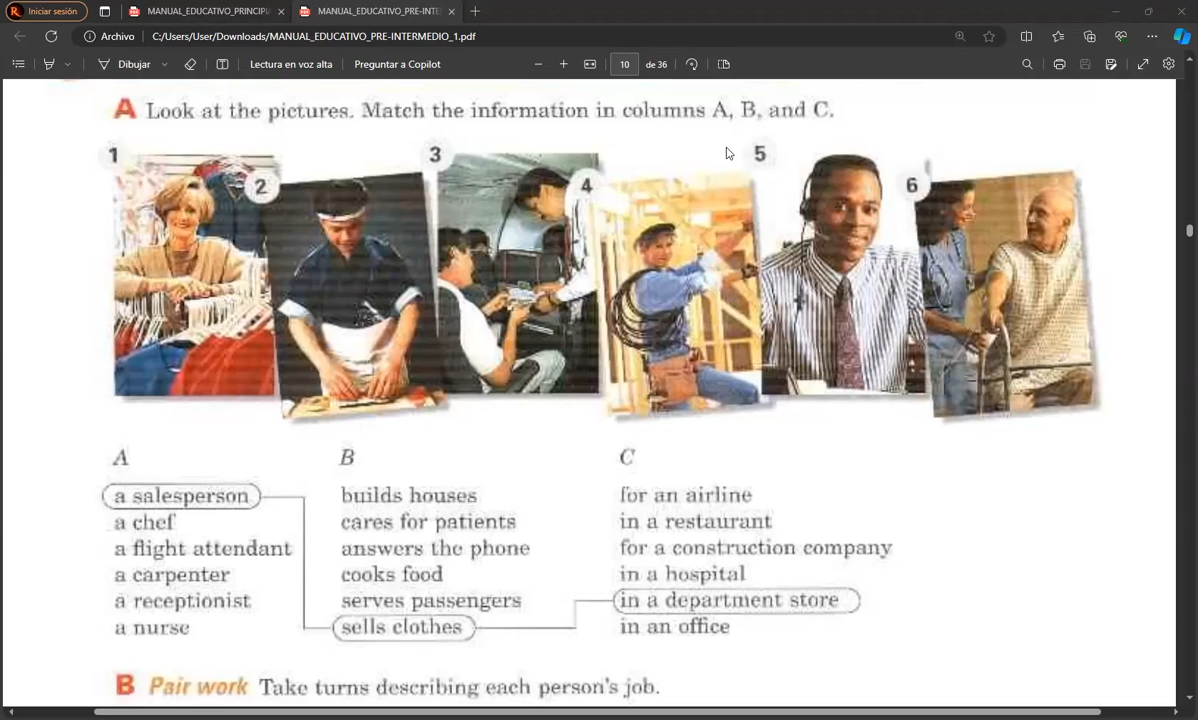 Iniciar sesión
MANUAL_EDUCATIVO_PRINCIPI
MANUAL_EDUCATIVO_PRE-INTE
Archivo C:/Users/User/Downloads/MANUAL_EDUCATIVO_PRE-INTERMEDIO_1.pdf
Dibujar Lectura en voz alta Preguntar a Copilot 10 de 36
A Look at the pictures. Match the information in columns A, B, and C.
1
2
3
4
5
6
A B C
a salesperson builds houses for an airline
a chef cares for patients in a restaurant
a flight attendant answers the phone for a construction company
a carpenter cooks food in a hospital
a receptionist serves passengers in a department store
a nurse sells clothes in an office
B Pair work Take turns describing each person's job.